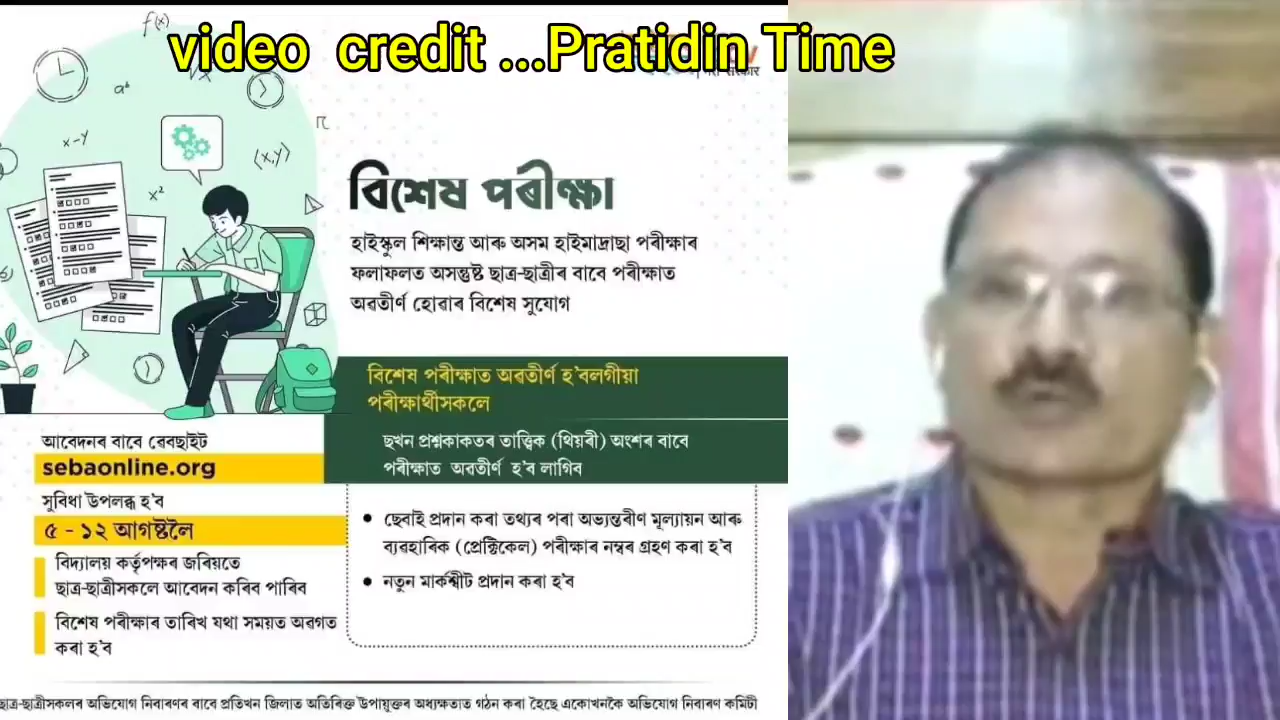 video credit ...Pratidin Time
f(x)
a^b
x-y
(x,y)
x²
π
বিশেষ পৰীক্ষা
হাইস্কুল শিক্ষান্ত আৰু অসম হাইমাদ্ৰাছা পৰীক্ষাৰ
ফলাফলত অসন্তুষ্ট ছাত্ৰ-ছাত্ৰীৰ বাবে পৰীক্ষাত
অৱতীৰ্ণ হোৱাৰ বিশেষ সুযোগ
বিশেষ পৰীক্ষাত অৱতীৰ্ণ হ'বলগীয়া
পৰীক্ষাৰ্থীসকলে
ছখন প্ৰশ্নকাকতৰ তাত্ত্বিক (থিয়ৰী) অংশৰ বাবে
পৰীক্ষাত অৱতীৰ্ণ হ'ব লাগিব
আবেদনৰ বাবে ৱেবছাইট
sebaonline.org
সুবিধা উপলব্ধ হ'ব
৫ - ১২ আগষ্টলৈ
বিদ্যালয় কৰ্তৃপক্ষৰ জৰিয়তে
ছাত্ৰ-ছাত্ৰীসকলে আবেদন কৰিব পাৰিব
বিশেষ পৰীক্ষাৰ তাৰিখ যথা সময়ত অৱগত
কৰা হ'ব
• ছেবাই প্ৰদান কৰা তথ্যৰ পৰা অভ্যন্তৰীণ মূল্যায়ন আৰু
ব্যৱহাৰিক (প্ৰেক্টিকেল) পৰীক্ষাৰ নম্বৰ গ্ৰহণ কৰা হ'ব
• নতুন মাৰ্কশ্বীট প্ৰদান কৰা হ'ব
ছাত্ৰ-ছাত্ৰীসকলৰ অভিযোগ নিবাৰণৰ বাবে প্ৰতিখন জিলাত অতিৰিক্ত উপায়ুক্তৰ অধ্যক্ষতাত গঠন কৰা হৈছে একোখনকৈ অভিযোগ নিবাৰণ কমিটী